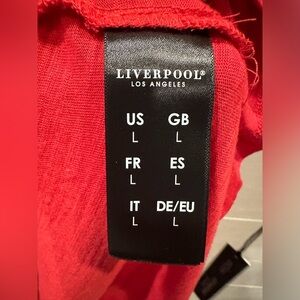 LIVERPOOL®
LOS ANGELES
US GB
L L
FR ES
L L
IT DE/EU
L L